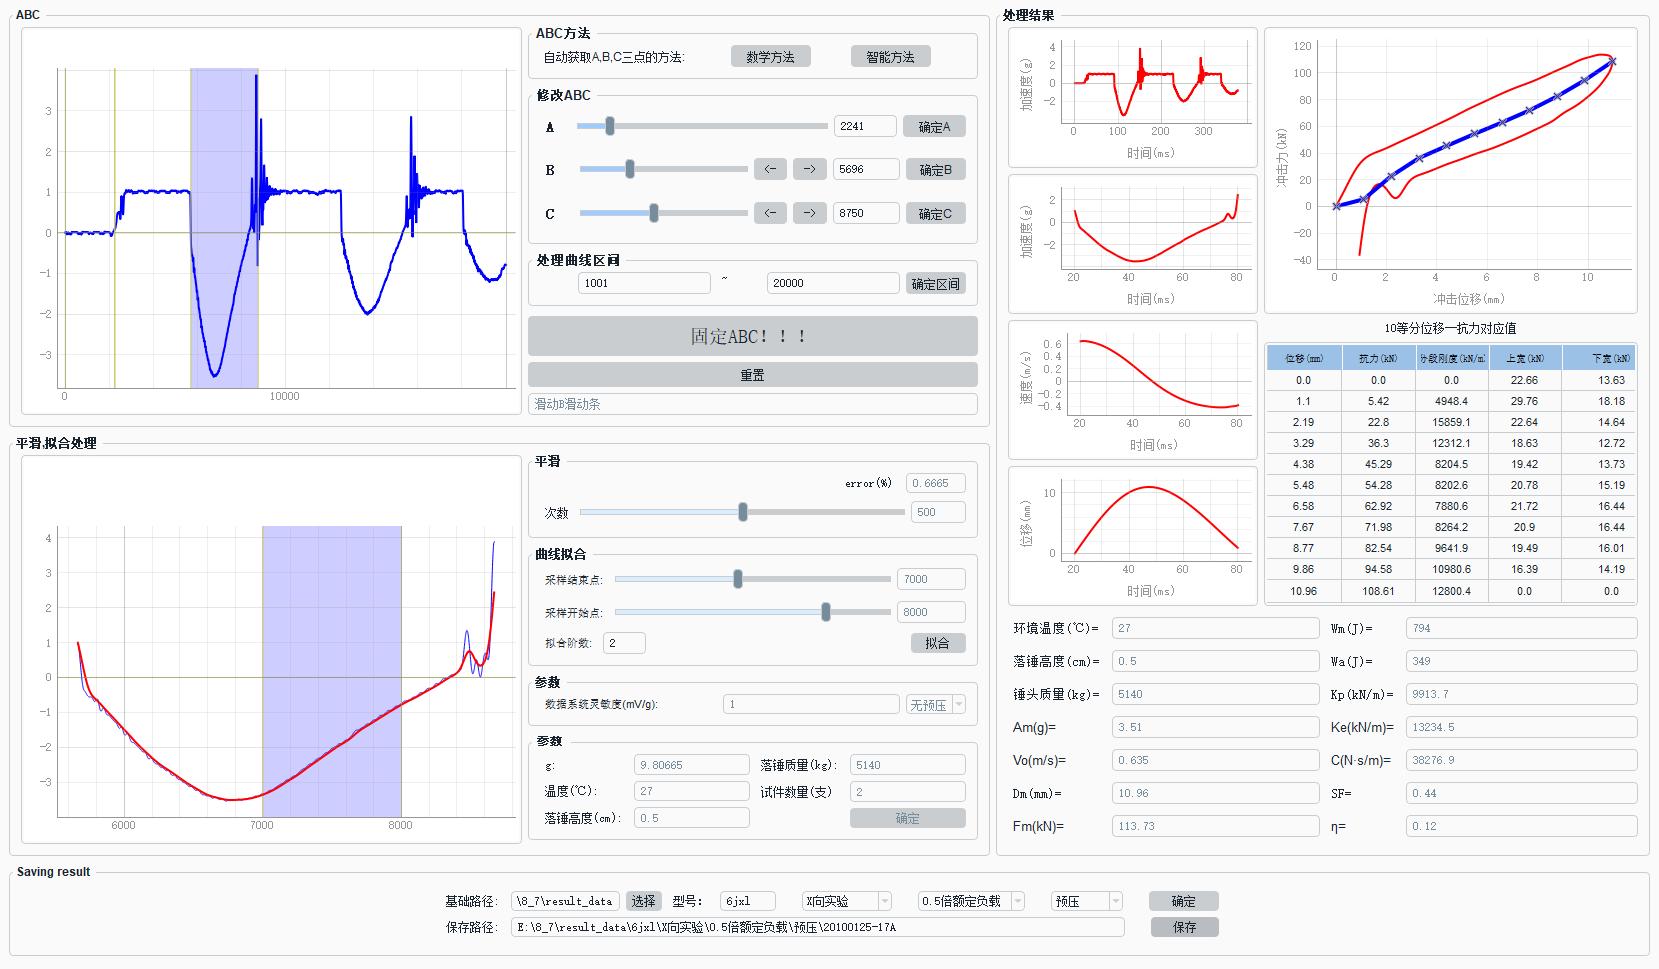 ABC
3
2
1
0
-1
-2
-3
0
10000
ABC方法
自动获取A,B,C三点的方法:
数学方法
智能方法
修改ABC
A
2241
确定A
B
<-
->
5696
确定B
C
<-
->
8750
确定C
处理曲线区间
1001
~
20000
确定区间
固定ABC！！！
重置
滑动B滑动条
平滑,拟合处理
4
3
2
1
0
-1
-2
-3
6000
7000
8000
平滑
error(%)
0.6665
次数
500
曲线拟合
采样结束点:
7000
采样开始点:
8000
拟合阶数:
2
拟合
参数
数据系统灵敏度(mV/g):
1
无预压
参数
g:
9.80665
落锤质量(kg):
5140
温度(℃):
27
试件数量(支)
2
落锤高度(cm):
0.5
确定
处理结果
加速度(g)
4
2
0
-2
0
100
200
300
时间(ms)
加速度(g)
2
0
-2
20
40
60
80
时间(ms)
速度(m/s)
0.6
0.4
0.2
0
-0.2
-0.4
20
40
60
80
时间(ms)
位移(mm)
10
0
20
40
60
80
时间(ms)
冲击力(kN)
120
100
80
60
40
20
0
-20
-40
0
2
4
6
8
10
冲击位移(mm)
10等分位移—抗力对应值
位移(mm) 抗力(kN) 分段刚度(kN/m) 上宽(kN) 下宽(kN)
0.0 0.0 0.0 22.66 13.63
1.1 5.42 4948.4 29.76 18.18
2.19 22.8 15859.1 22.64 14.64
3.29 36.3 12312.1 18.63 12.72
4.38 45.29 8204.5 19.42 13.73
5.48 54.28 8202.6 20.78 15.19
6.58 62.92 7880.6 21.72 16.44
7.67 71.98 8264.2 20.9 16.44
8.77 82.54 9641.9 19.49 16.01
9.86 94.58 10980.6 16.39 14.19
10.96 108.61 12800.4 0.0 0.0
环境温度(℃)= 27 Wm(J)= 794
落锤高度(cm)= 0.5 Wa(J)= 349
锤头质量(kg)= 5140 Kp(kN/m)= 9913.7
Am(g)= 3.51 Ke(kN/m)= 13234.5
Vo(m/s)= 0.635 C(N·s/m)= 38276.9
Dm(mm)= 10.96 SF= 0.44
Fm(kN)= 113.73 η= 0.12
Saving result
基础路径: \8_7\result_data 选择 型号: 6jxl X向实验 0.5倍额定负载 预压 确定
保存路径: E:\8_7\result_data\6jxl\X向实验\0.5倍额定负载\预压\20100125-17A 保存